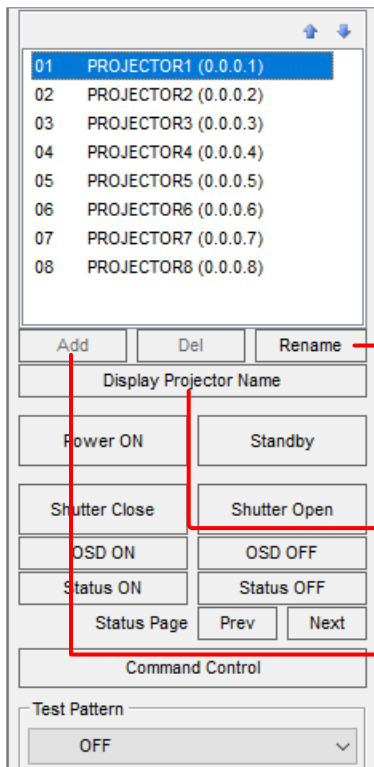 01 PROJECTOR1 (0.0.0.1)
02 PROJECTOR2 (0.0.0.2)
03 PROJECTOR3 (0.0.0.3)
04 PROJECTOR4 (0.0.0.4)
05 PROJECTOR5 (0.0.0.5)
06 PROJECTOR6 (0.0.0.6)
07 PROJECTOR7 (0.0.0.7)
08 PROJECTOR8 (0.0.0.8)
Add Del Rename
Display Projector Name
Power ON Standby
Shutter Close Shutter Open
OSD ON OSD OFF
Status ON Status OFF
Status Page Prev Next
Command Control
Test Pattern
OFF